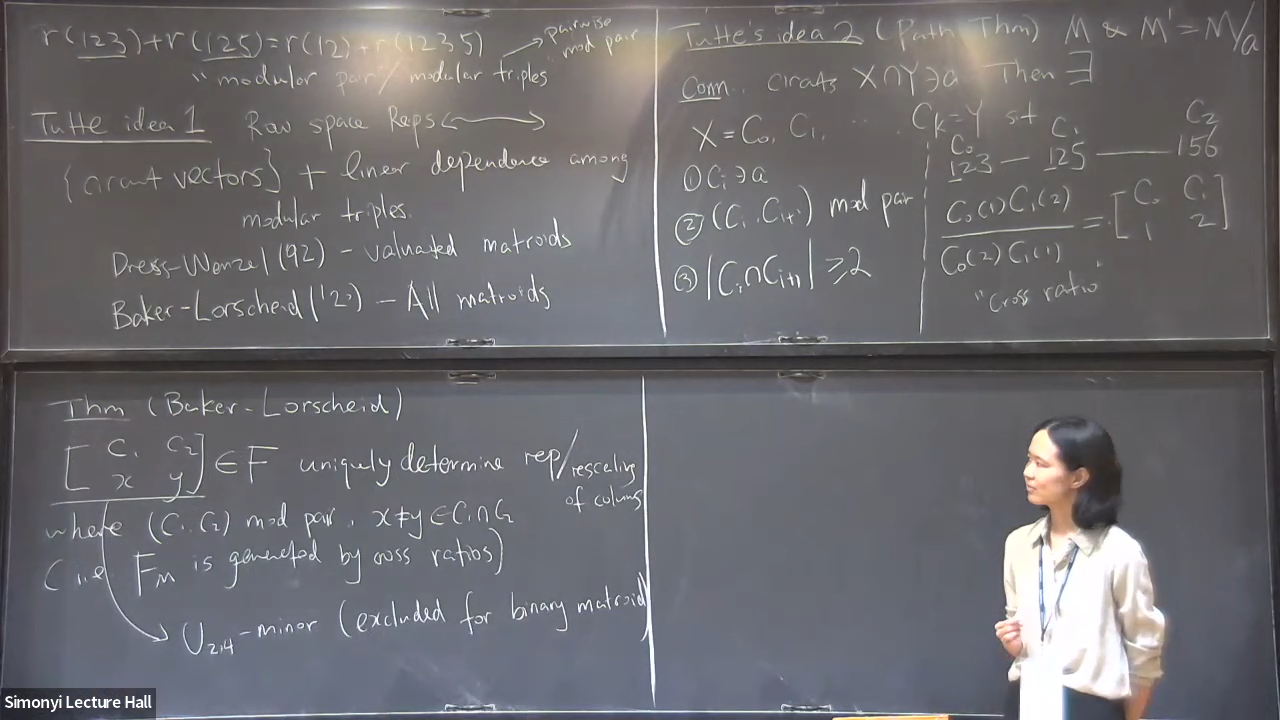 r(123)+r(125)=r(12)+r(1235)
pairwise
mod pair
"modular pair/modular triples"
Tutte idea 1 Row space Reps ⟷
{circuit vectors} + linear dependence among
modular triples.
Dress-Wenzel (92) - valuated matroids
Baker-Lorscheid ('20) - All matroids
Tutte's idea 2 (Path Thm) M & M' = M/a
Conn.. circuits X∩Y∋a Then ∃
X = C₀, C₁, ... Cₖ=Y st
① Cᵢ∋a
② (Cᵢ, Cᵢ₊₁) mod pair
③ |Cᵢ∩Cᵢ₊₁| ≥2
C₀ C₁ C₂
123 — 125 — 156
C₀(1)C₁(2)
C₀(2)C₁(1)
= [C₀ C₁
1 2]
"Cross ratio"
Thm (Baker-Lorscheid)
[C₁ C₂
x y] ∈ F uniquely determine rep/
rescaling
of columns
where (C₁, C₂) mod pair, x≠y∈C₁∩C₂
(i.e. Fₘ is generated by cross ratios)
U₂,₄-minor (excluded for binary matroid)
Simonyi Lecture Hall